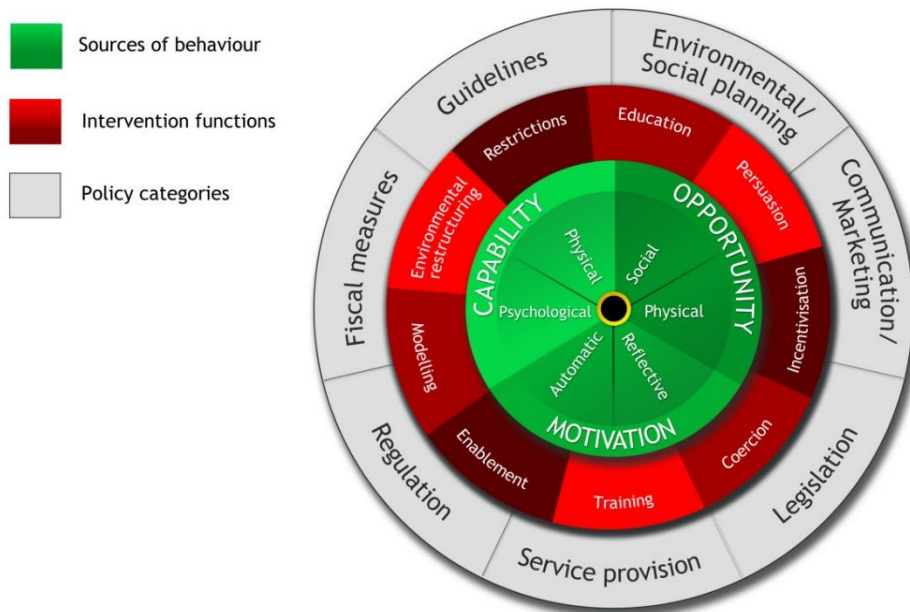 Sources of behaviour
Intervention functions
Policy categories
Guidelines
Environmental/
Social planning
Communication/
Marketing
Legislation
Service provision
Regulation
Fiscal measures
Restrictions
Education
Persuasion
Incentivisation
Coercion
Training
Enablement
Modelling
Environmental
restructuring
CAPABILITY
OPPORTUNITY
MOTIVATION
Physical
Social
Physical
Reflective
Automatic
Psychological